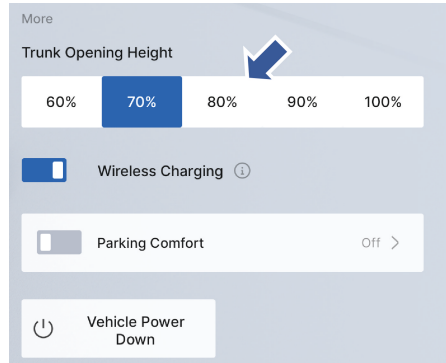 More
Trunk Opening Height
60% 70% 80% 90% 100%
Wireless Charging
Parking Comfort Off
Vehicle Power
Down